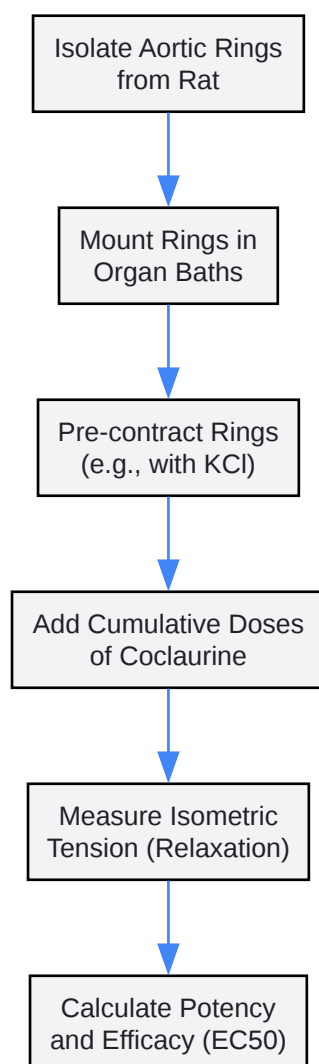 Isolate Aortic Rings
from Rat
Mount Rings in
Organ Baths
Pre-contract Rings
(e.g., with KCl)
Add Cumulative Doses
of Coclaurine
Measure Isometric
Tension (Relaxation)
Calculate Potency
and Efficacy (EC50)